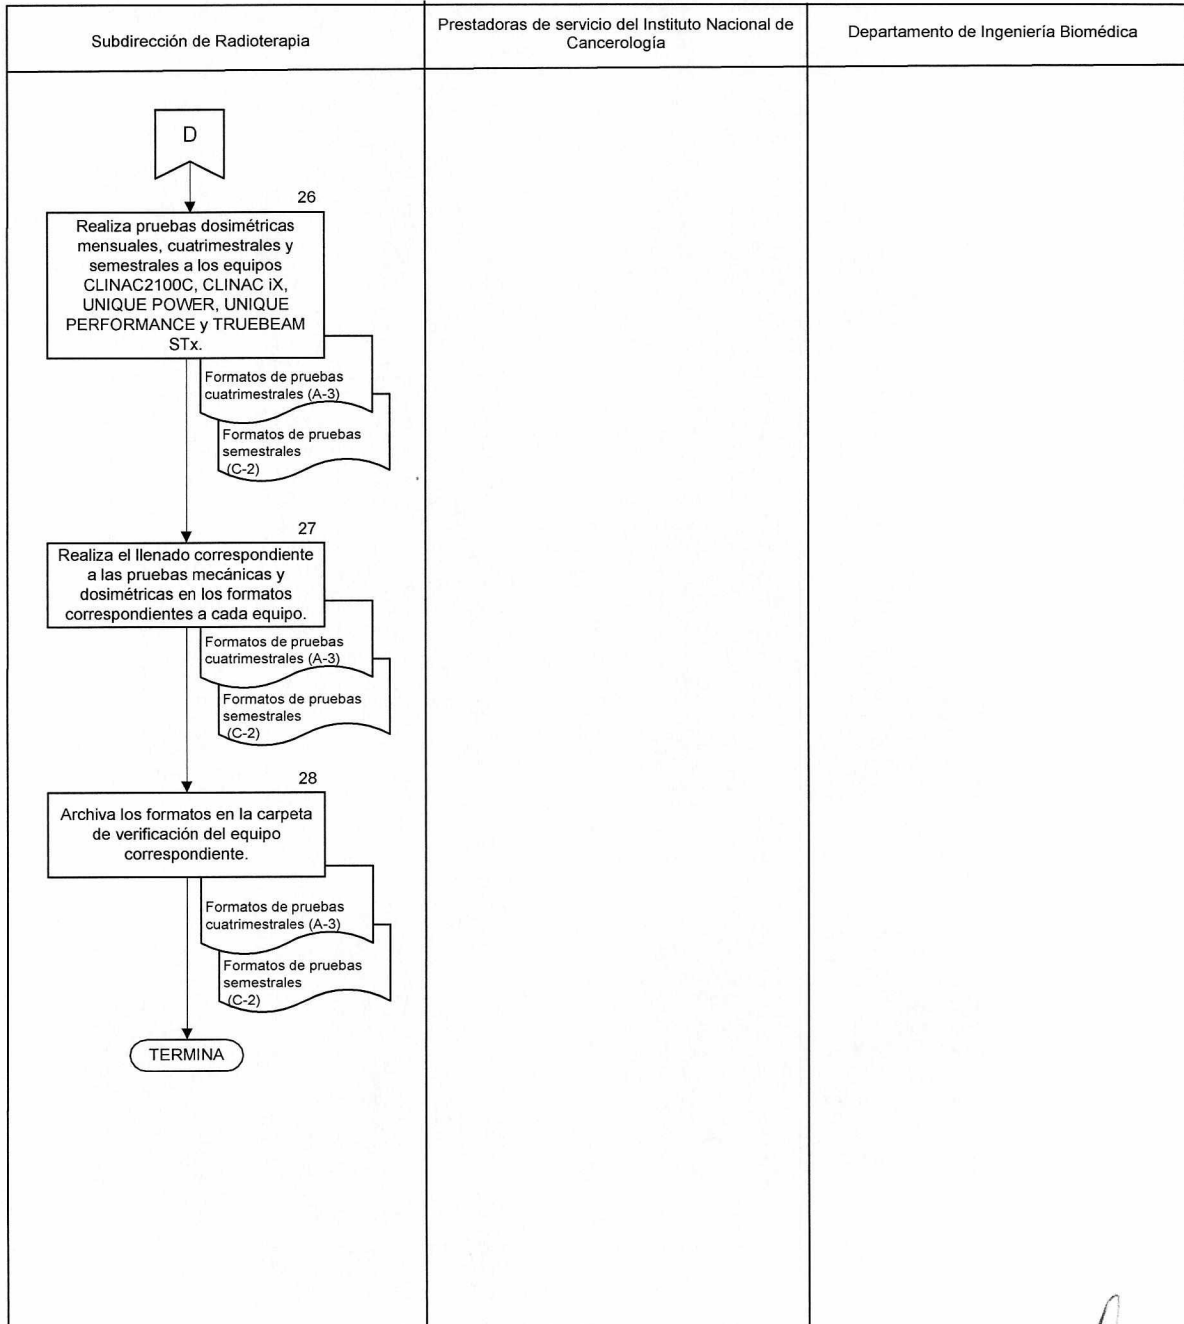 Subdirección de Radioterapia
Prestadoras de servicio del Instituto Nacional de
Cancerología
Departamento de Ingeniería Biomédica
D
26
Realiza pruebas dosimétricas
mensuales, cuatrimestrales y
semestrales a los equipos
CLINAC2100C, CLINAC iX,
UNIQUE POWER, UNIQUE
PERFORMANCE y TRUEBEAM
STx.
Formatos de pruebas
cuatrimestrales (A-3)
Formatos de pruebas
semestrales
(C-2)
27
Realiza el llenado correspondiente
a las pruebas mecánicas y
dosimétricas en los formatos
correspondientes a cada equipo.
Formatos de pruebas
cuatrimestrales (A-3)
Formatos de pruebas
semestrales
(C-2)
28
Archiva los formatos en la carpeta
de verificación del equipo
correspondiente.
Formatos de pruebas
cuatrimestrales (A-3)
Formatos de pruebas
semestrales
(C-2)
TERMINA